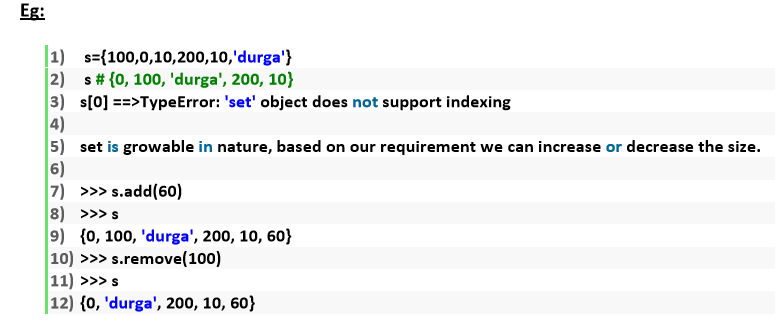 Eg:
1) s={100,0,10,200,10,'durga'}
2) s # {0, 100, 'durga', 200, 10}
3) s[0] ==>TypeError: 'set' object does not support indexing
4)
5) set is growable in nature, based on our requirement we can increase or decrease the size.
6)
7) >>> s.add(60)
8) >>> s
9) {0, 100, 'durga', 200, 10, 60}
10) >>> s.remove(100)
11) >>> s
12) {0, 'durga', 200, 10, 60}